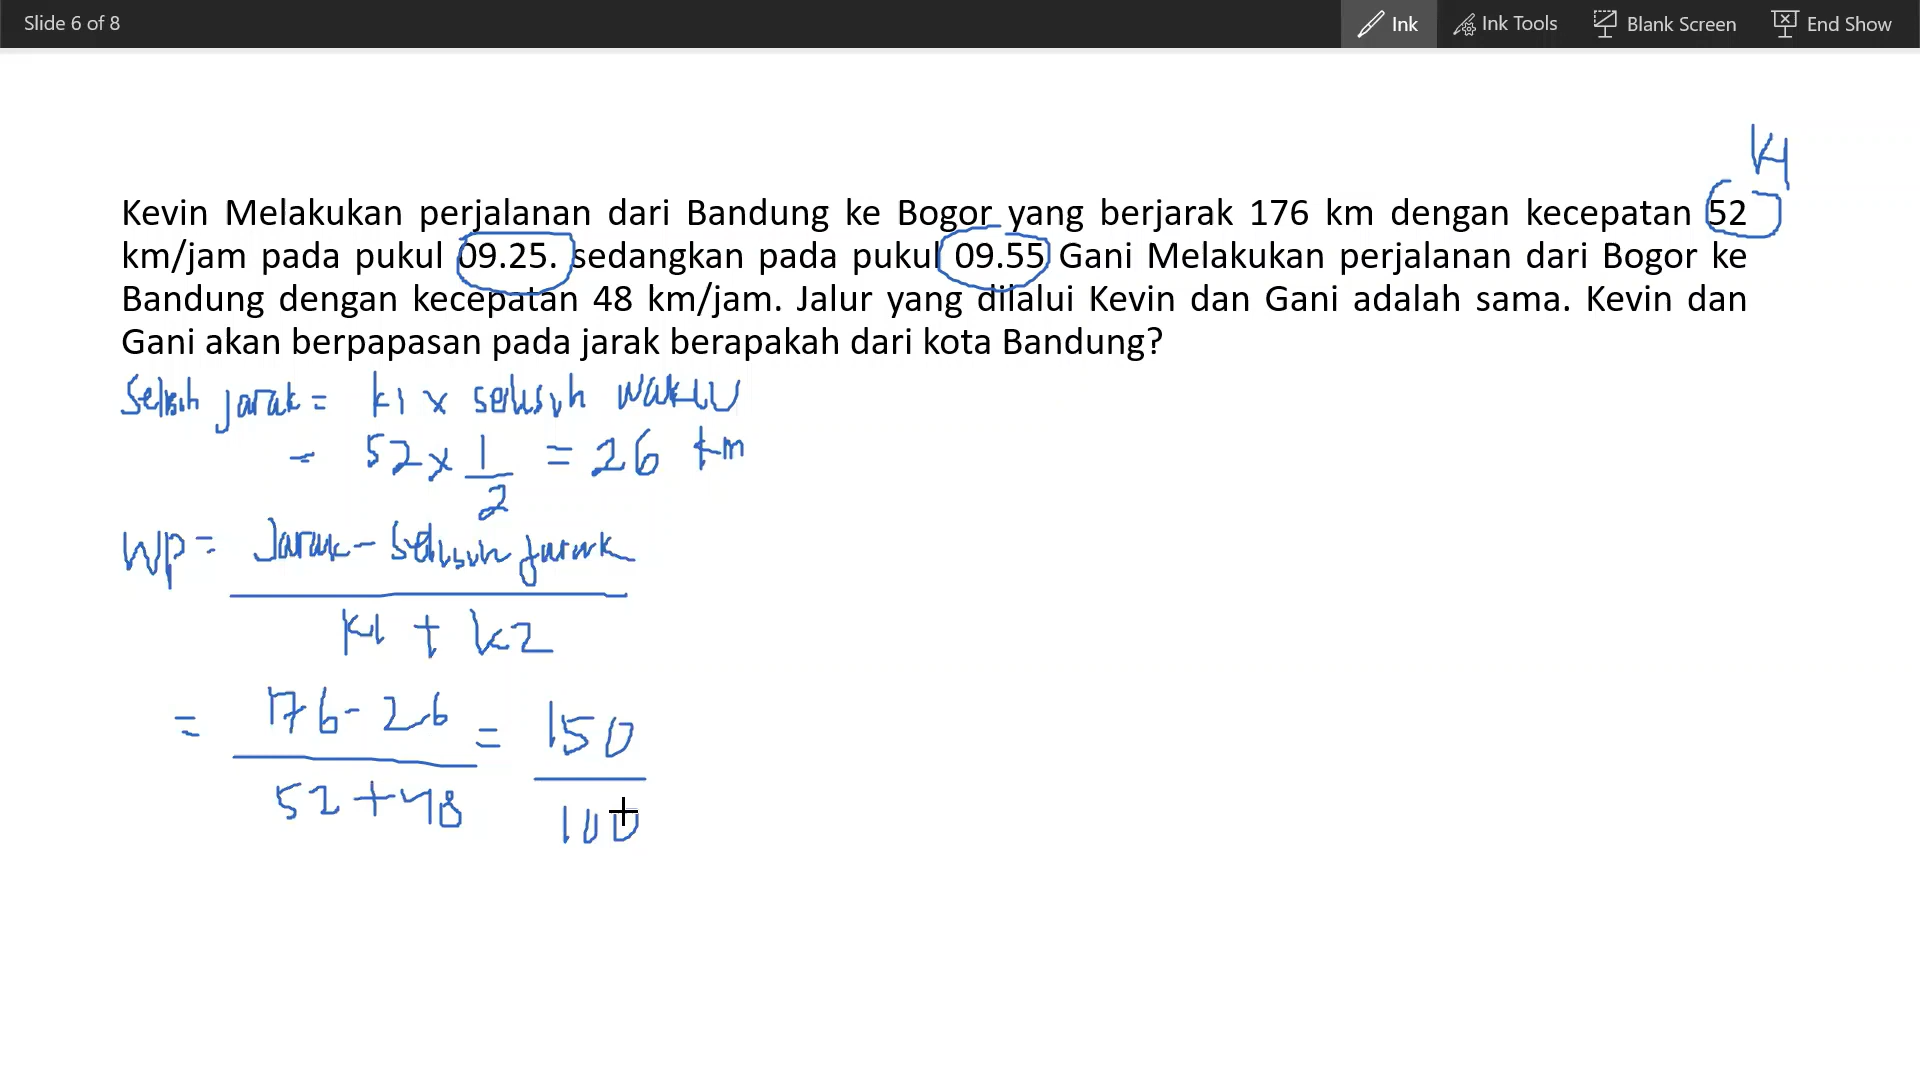 Slide 6 of 8
Ink
Ink Tools
Blank Screen
End Show
K1
Kevin Melakukan perjalanan dari Bandung ke Bogor yang berjarak 176 km dengan kecepatan 52
km/jam pada pukul 09.25. sedangkan pada pukul 09.55 Gani Melakukan perjalanan dari Bogor ke
Bandung dengan kecepatan 48 km/jam. Jalur yang dilalui Kevin dan Gani adalah sama. Kevin dan
Gani akan berpapasan pada jarak berapakah dari kota Bandung?
Selisih jarak = k1 x selisih waktu
= 52 x 1/2 = 26 km
Wp = Jarak - Selisih jarak
k1 + k2
= 176 - 26 = 150
52 + 48 100